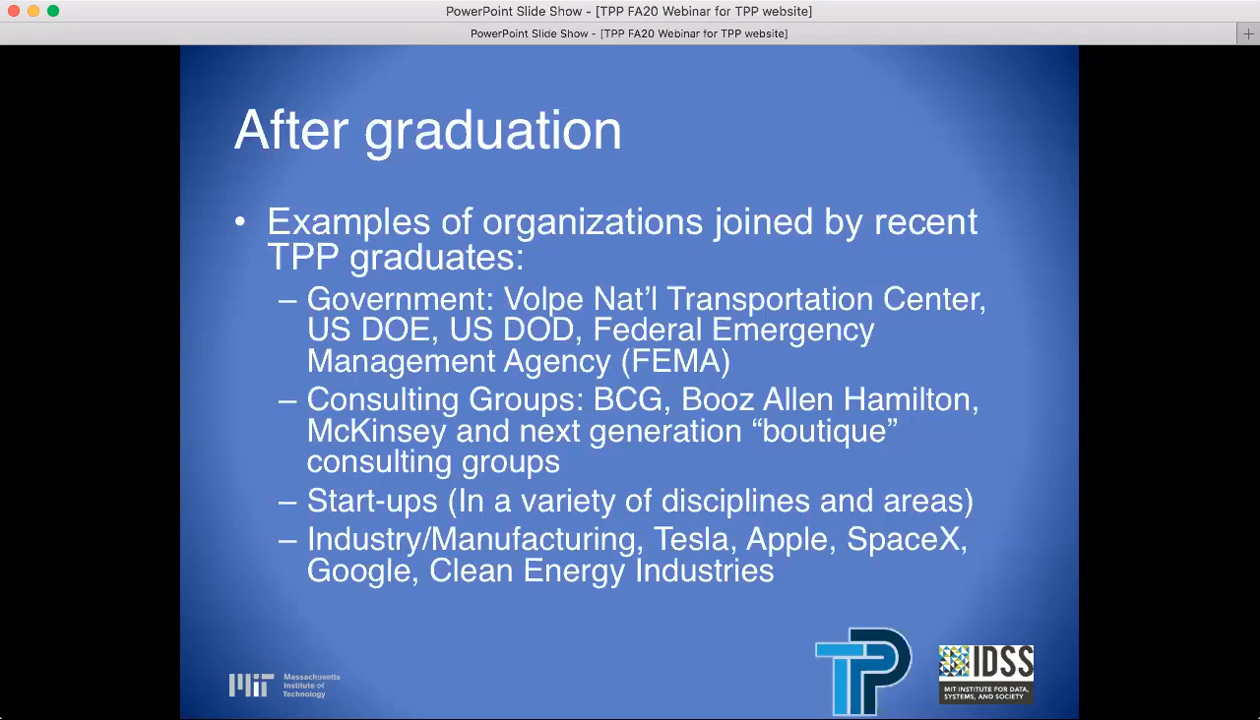 PowerPoint Slide Show - [TPP FA20 Webinar for TPP website]
PowerPoint Slide Show - [TPP FA20 Webinar for TPP website]
After graduation
• Examples of organizations joined by recent
TPP graduates:
– Government: Volpe Nat’l Transportation Center,
US DOE, US DOD, Federal Emergency
Management Agency (FEMA)
– Consulting Groups: BCG, Booz Allen Hamilton,
McKinsey and next generation “boutique”
consulting groups
– Start-ups (In a variety of disciplines and areas)
– Industry/Manufacturing, Tesla, Apple, SpaceX,
Google, Clean Energy Industries
MIT
Massachusetts
Institute of
Technology
TPP
IDSS
MIT INSTITUTE FOR DATA,
SYSTEMS, AND SOCIETY